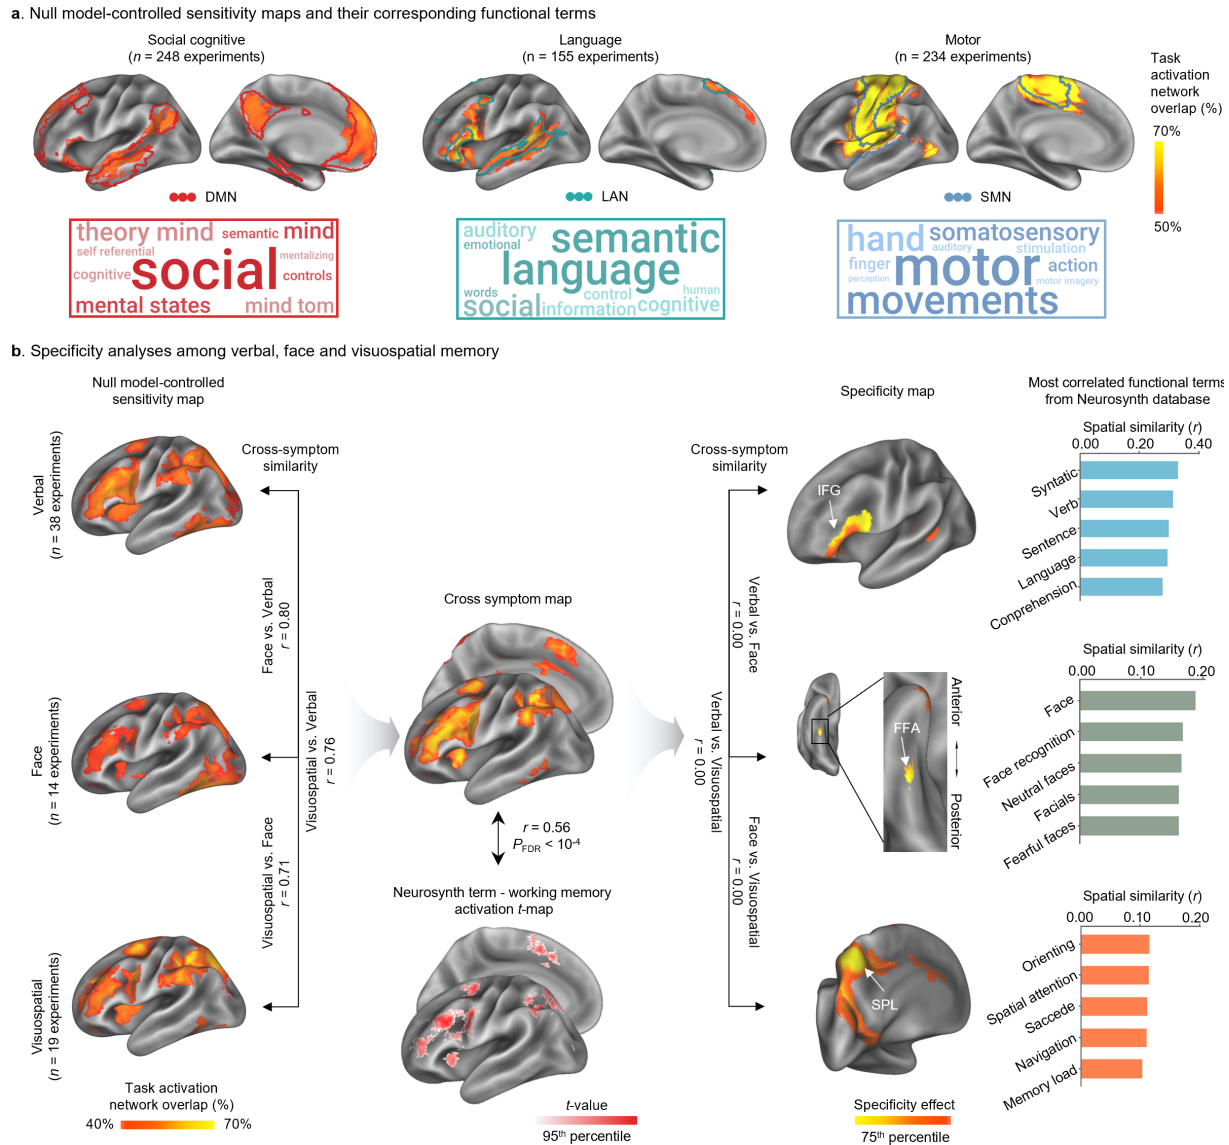 a. Null model-controlled sensitivity maps and their corresponding functional terms
Social cognitive
(n = 248 experiments)
Language
(n = 155 experiments)
Motor
(n = 234 experiments)
Task
activation
network
overlap (%)
70%
50%
DMN
LAN
SMN
theory mind semantic mind
self referential mentalizing
cognitive social controls
mental states mind tom
auditory semantic
emotional
language
words control human
social information cognitive
hand somatosensory
auditory stimulation
finger motor action
perception motor imagery
movements
b. Specificity analyses among verbal, face and visuospatial memory
Null model-controlled
sensitivity map
Verbal
(n = 38 experiments)
Face
(n = 14 experiments)
Visuospatial
(n = 19 experiments)
Task activation
network overlap (%)
40% 70%
Cross-symptom
similarity
Face vs. Verbal
r = 0.80
Visuospatial vs. Verbal
r = 0.76
Visuospatial vs. Face
r = 0.71
Cross symptom map
r = 0.56
PFDR < 10-4
Neurosynth term - working memory
activation t-map
t-value
95th percentile
Cross-symptom
similarity
Verbal vs. Face
r = 0.00
Verbal vs. Visuospatial
r = 0.00
Face vs. Visuospatial
r = 0.00
Specificity map
IFG
FFA
Anterior
Posterior
SPL
Specificity effect
75th percentile
Most correlated functional terms
from Neurosynth database
Spatial similarity (r)
0.00 0.20 0.40
Syntatic
Verb
Sentence
Language
Conprehension
Spatial similarity (r)
0.00 0.10 0.20
Face
Face recognition
Neutral faces
Facials
Fearful faces
Spatial similarity (r)
0.00 0.10 0.20
Orienting
Spatial attention
Saccede
Navigation
Memory load